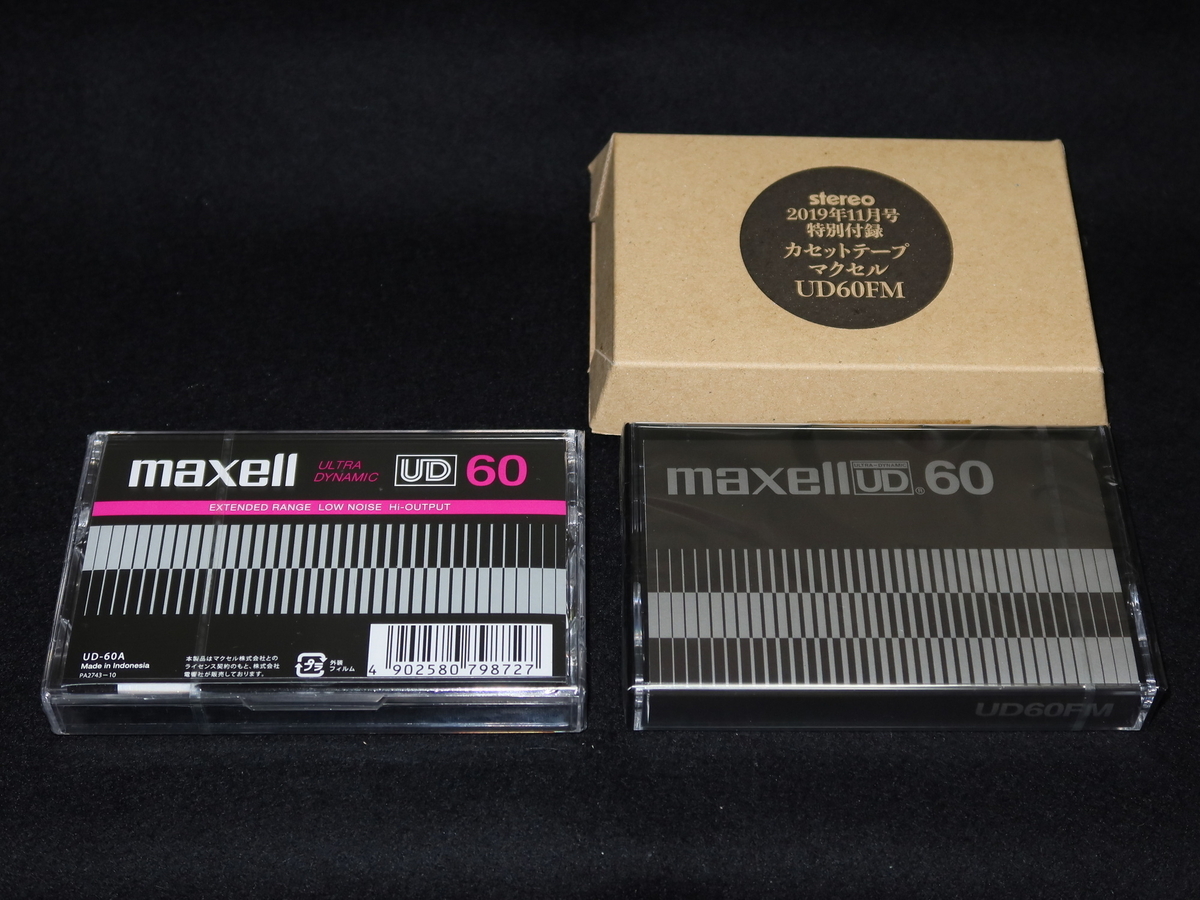 stereo
2019年11月号
特別付録
カセットテープ
マクセル
UD60FM
maxell ULTRA DYNAMIC UD 60
EXTENDED RANGE LOW NOISE Hi-OUTPUT
UD-60A
Made in Indonesia
PA2743-10
本製品はマクセル株式会社との
ライセンス契約のもと、株式会社
電響社が販売しております。
プラ
外装
フィルム
4 902580 798727
maxell ULTRA-DYNAMIC UD® 60
UD60FM